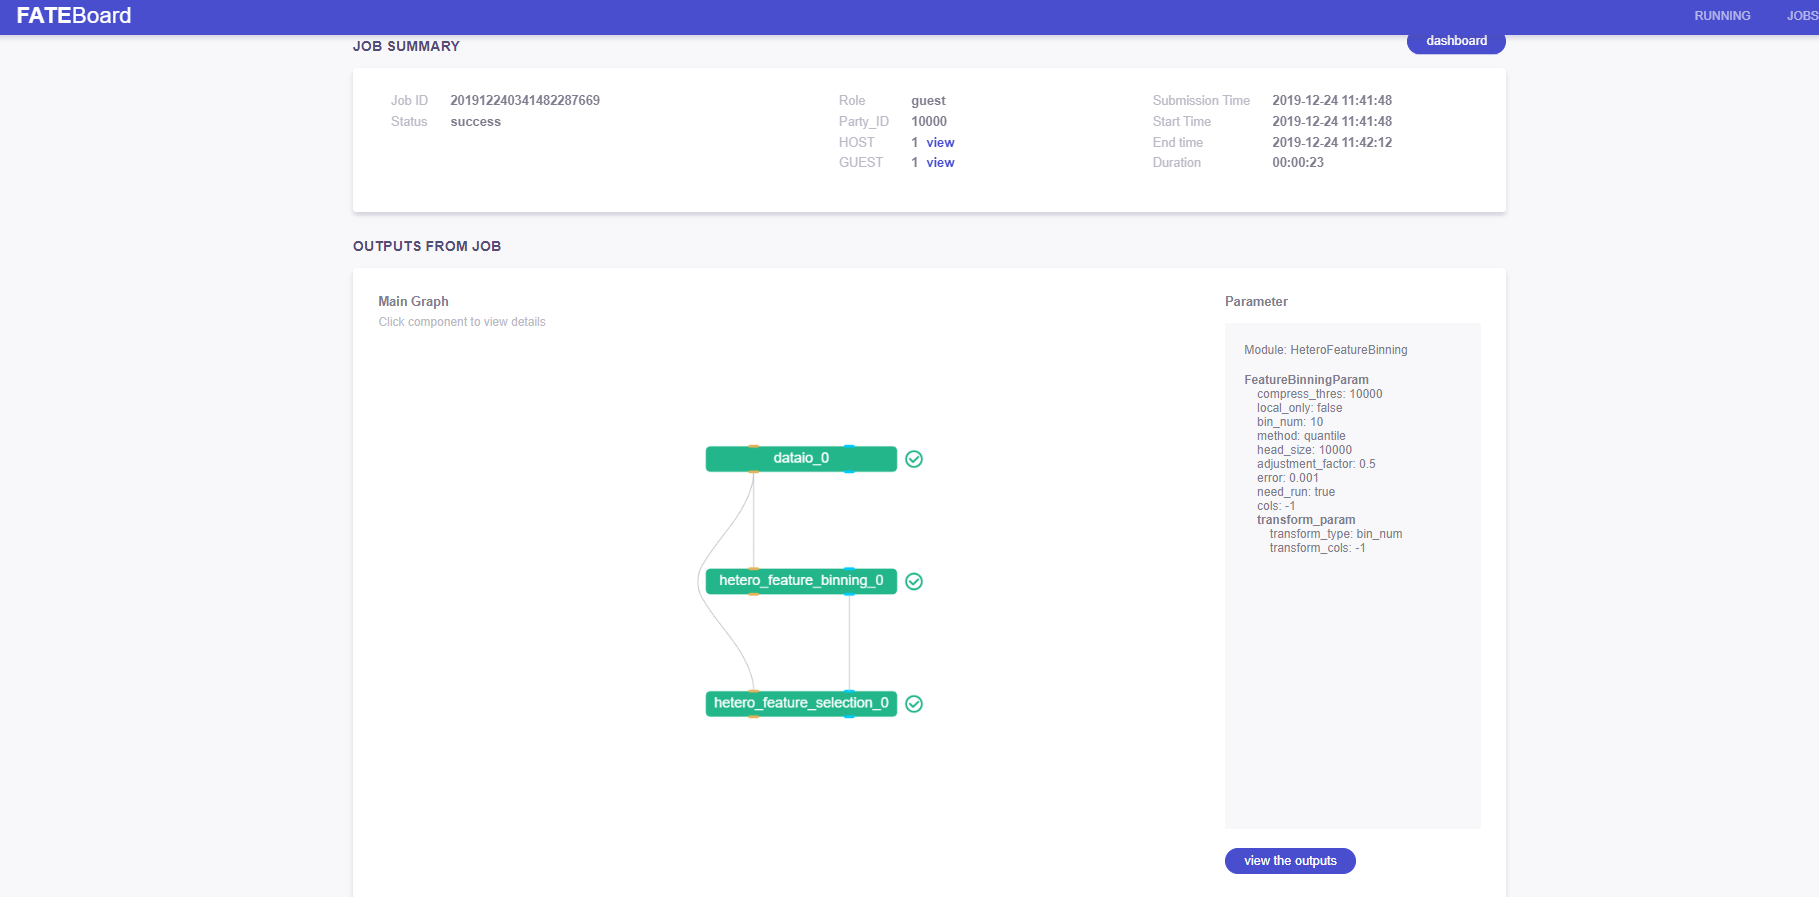 FATEBoard
RUNNING
JOBS
JOB SUMMARY
dashboard
Job ID 201912240341482287669
Status success
Role guest
Party_ID 10000
HOST 1 view
GUEST 1 view
Submission Time 2019-12-24 11:41:48
Start Time 2019-12-24 11:41:48
End time 2019-12-24 11:42:12
Duration 00:00:23
OUTPUTS FROM JOB
Main Graph
Click component to view details
dataio_0
hetero_feature_binning_0
hetero_feature_selection_0
Parameter
Module: HeteroFeatureBinning
FeatureBinningParam
compress_thres: 10000
local_only: false
bin_num: 10
method: quantile
head_size: 10000
adjustment_factor: 0.5
error: 0.001
need_run: true
cols: -1
transform_param
transform_type: bin_num
transform_cols: -1
view the outputs